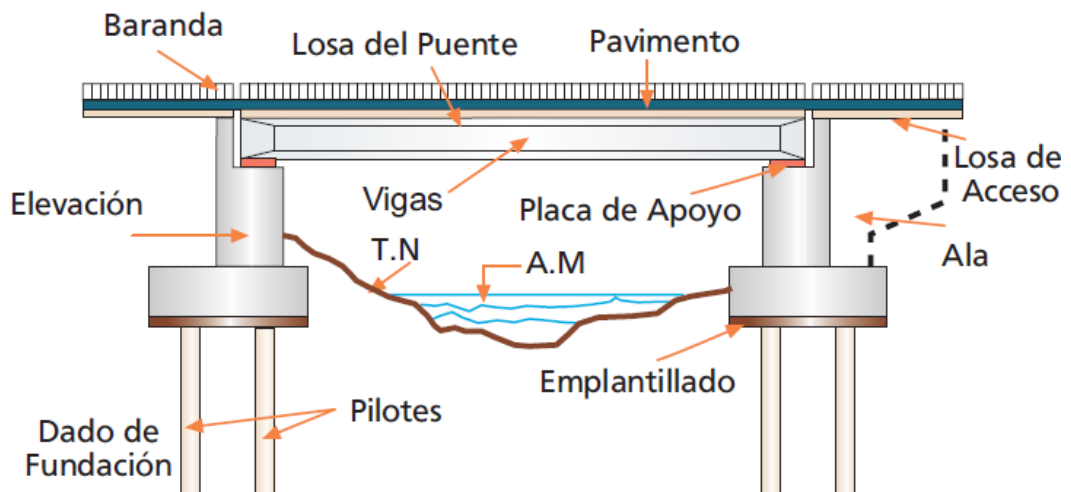 Baranda
Losa del Puente
Pavimento
Losa de
Acceso
Elevación
Vigas
Placa de Apoyo
T.N
A.M
Ala
Emplantillado
Pilotes
Dado de
Fundación